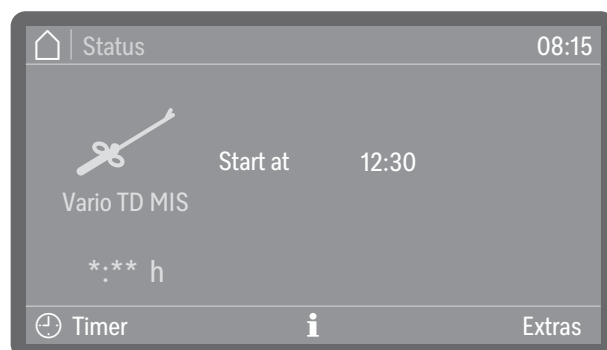 Status 08:15
Start at 12:30
Vario TD MIS
*:** h
Timer i Extras